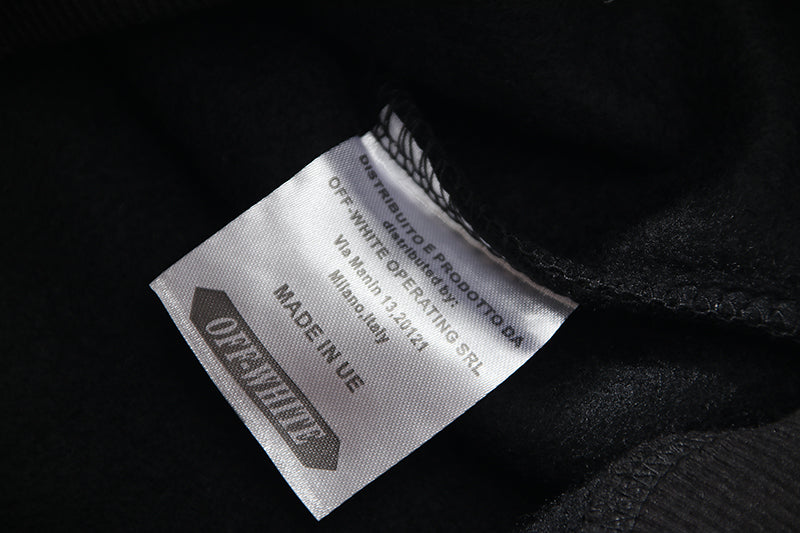 DISTRIBUITO E PRODOTTO DA
distributed by:
OFF-WHITE OPERATING SRL
Via Manin 13,20121
Milano,Italy
MADE IN UE
OFF-WHITE